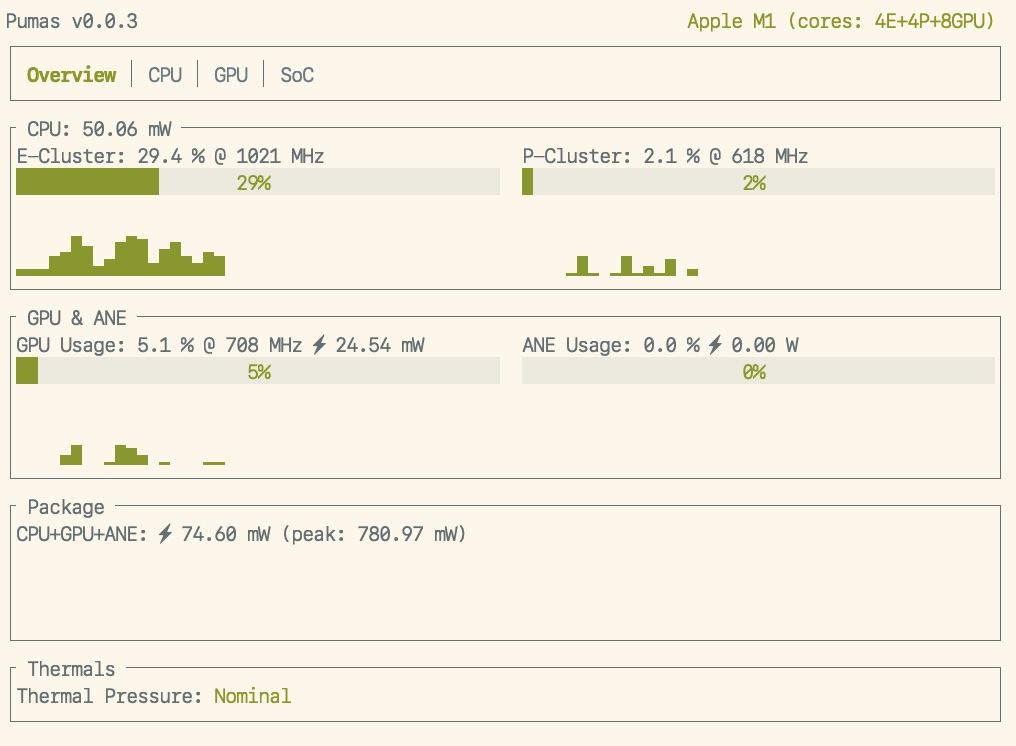 Pumas v0.0.3 Apple M1 (cores: 4E+4P+8GPU)
Overview │ CPU │ GPU │ SoC
CPU: 50.06 mW
E-Cluster: 29.4 % @ 1021 MHz P-Cluster: 2.1 % @ 618 MHz
29% 2%
GPU & ANE
GPU Usage: 5.1 % @ 708 MHz ⚡ 24.54 mW ANE Usage: 0.0 % ⚡ 0.00 W
5% 0%
Package
CPU+GPU+ANE: ⚡ 74.60 mW (peak: 780.97 mW)
Thermals
Thermal Pressure: Nominal